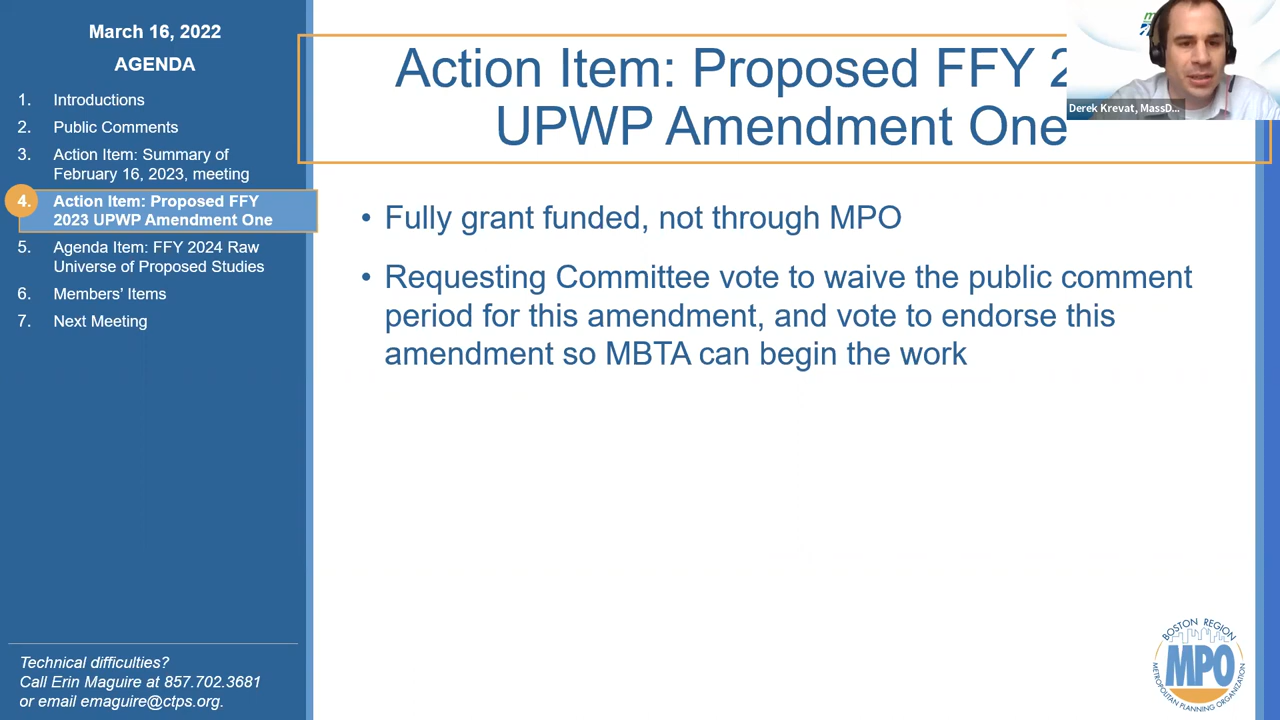 March 16, 2022
AGENDA
1. Introductions
2. Public Comments
3. Action Item: Summary of
February 16, 2023, meeting
4. Action Item: Proposed FFY
2023 UPWP Amendment One
5. Agenda Item: FFY 2024 Raw
Universe of Proposed Studies
6. Members' Items
7. Next Meeting
Technical difficulties?
Call Erin Maguire at 857.702.3681
or email emaguire@ctps.org.
Action Item: Proposed FFY 2
UPWP Amendment One
• Fully grant funded, not through MPO
• Requesting Committee vote to waive the public comment
period for this amendment, and vote to endorse this
amendment so MBTA can begin the work
Derek Krevat, MassD...
BOSTON REGION
MPO
METROPOLITAN PLANNING ORGANIZATION